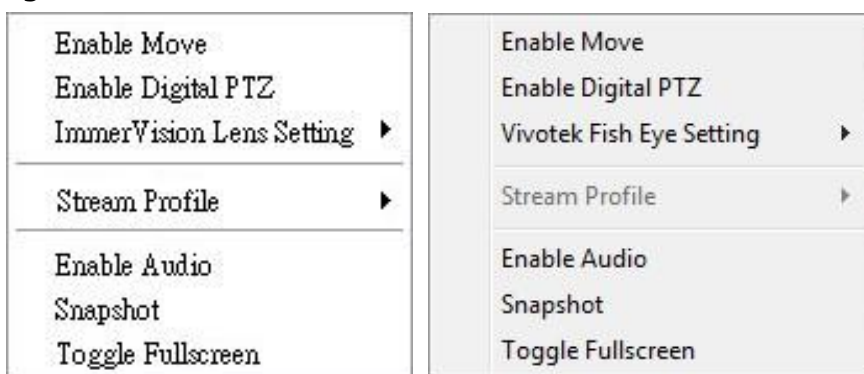 Enable Move
Enable Digital PTZ
ImmerVision Lens Setting
Stream Profile
Enable Audio
Snapshot
Toggle Fullscreen
Enable Move
Enable Digital PTZ
Vivotek Fish Eye Setting
Stream Profile
Enable Audio
Snapshot
Toggle Fullscreen